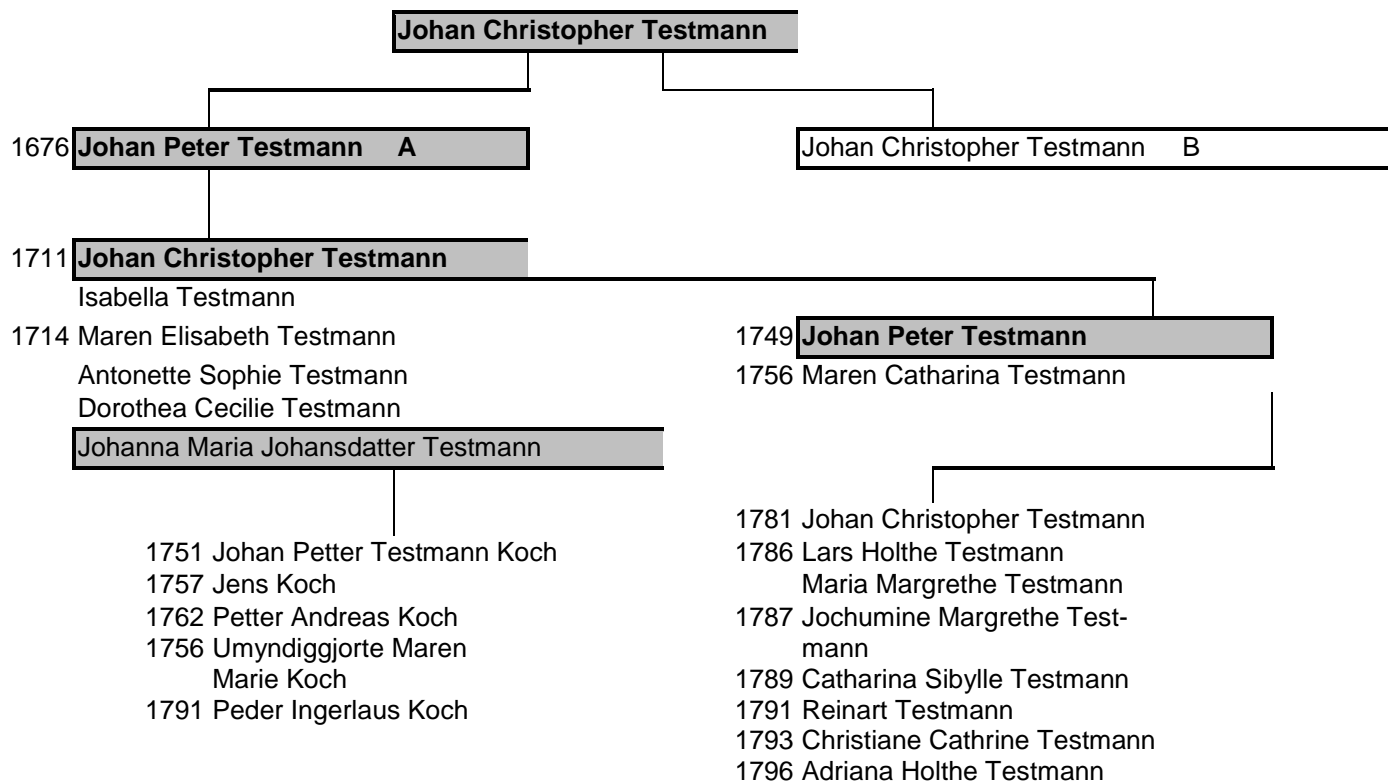 Johan Christopher Testmann
1676 Johan Peter Testmann A
Johan Christopher Testmann B
1711 Johan Christopher Testmann
Isabella Testmann
1714 Maren Elisabeth Testmann
Antonette Sophie Testmann
Dorothea Cecilie Testmann
Johanna Maria Johansdatter Testmann
1751 Johan Petter Testmann Koch
1757 Jens Koch
1762 Petter Andreas Koch
1756 Umyndiggjorte Maren
Marie Koch
1791 Peder Ingerlaus Koch
1749 Johan Peter Testmann
1756 Maren Catharina Testmann
1781 Johan Christopher Testmann
1786 Lars Holthe Testmann
Maria Margrethe Testmann
1787 Jochumine Margrethe Test-
mann
1789 Catharina Sibylle Testmann
1791 Reinart Testmann
1793 Christiane Cathrine Testmann
1796 Adriana Holthe Testmann